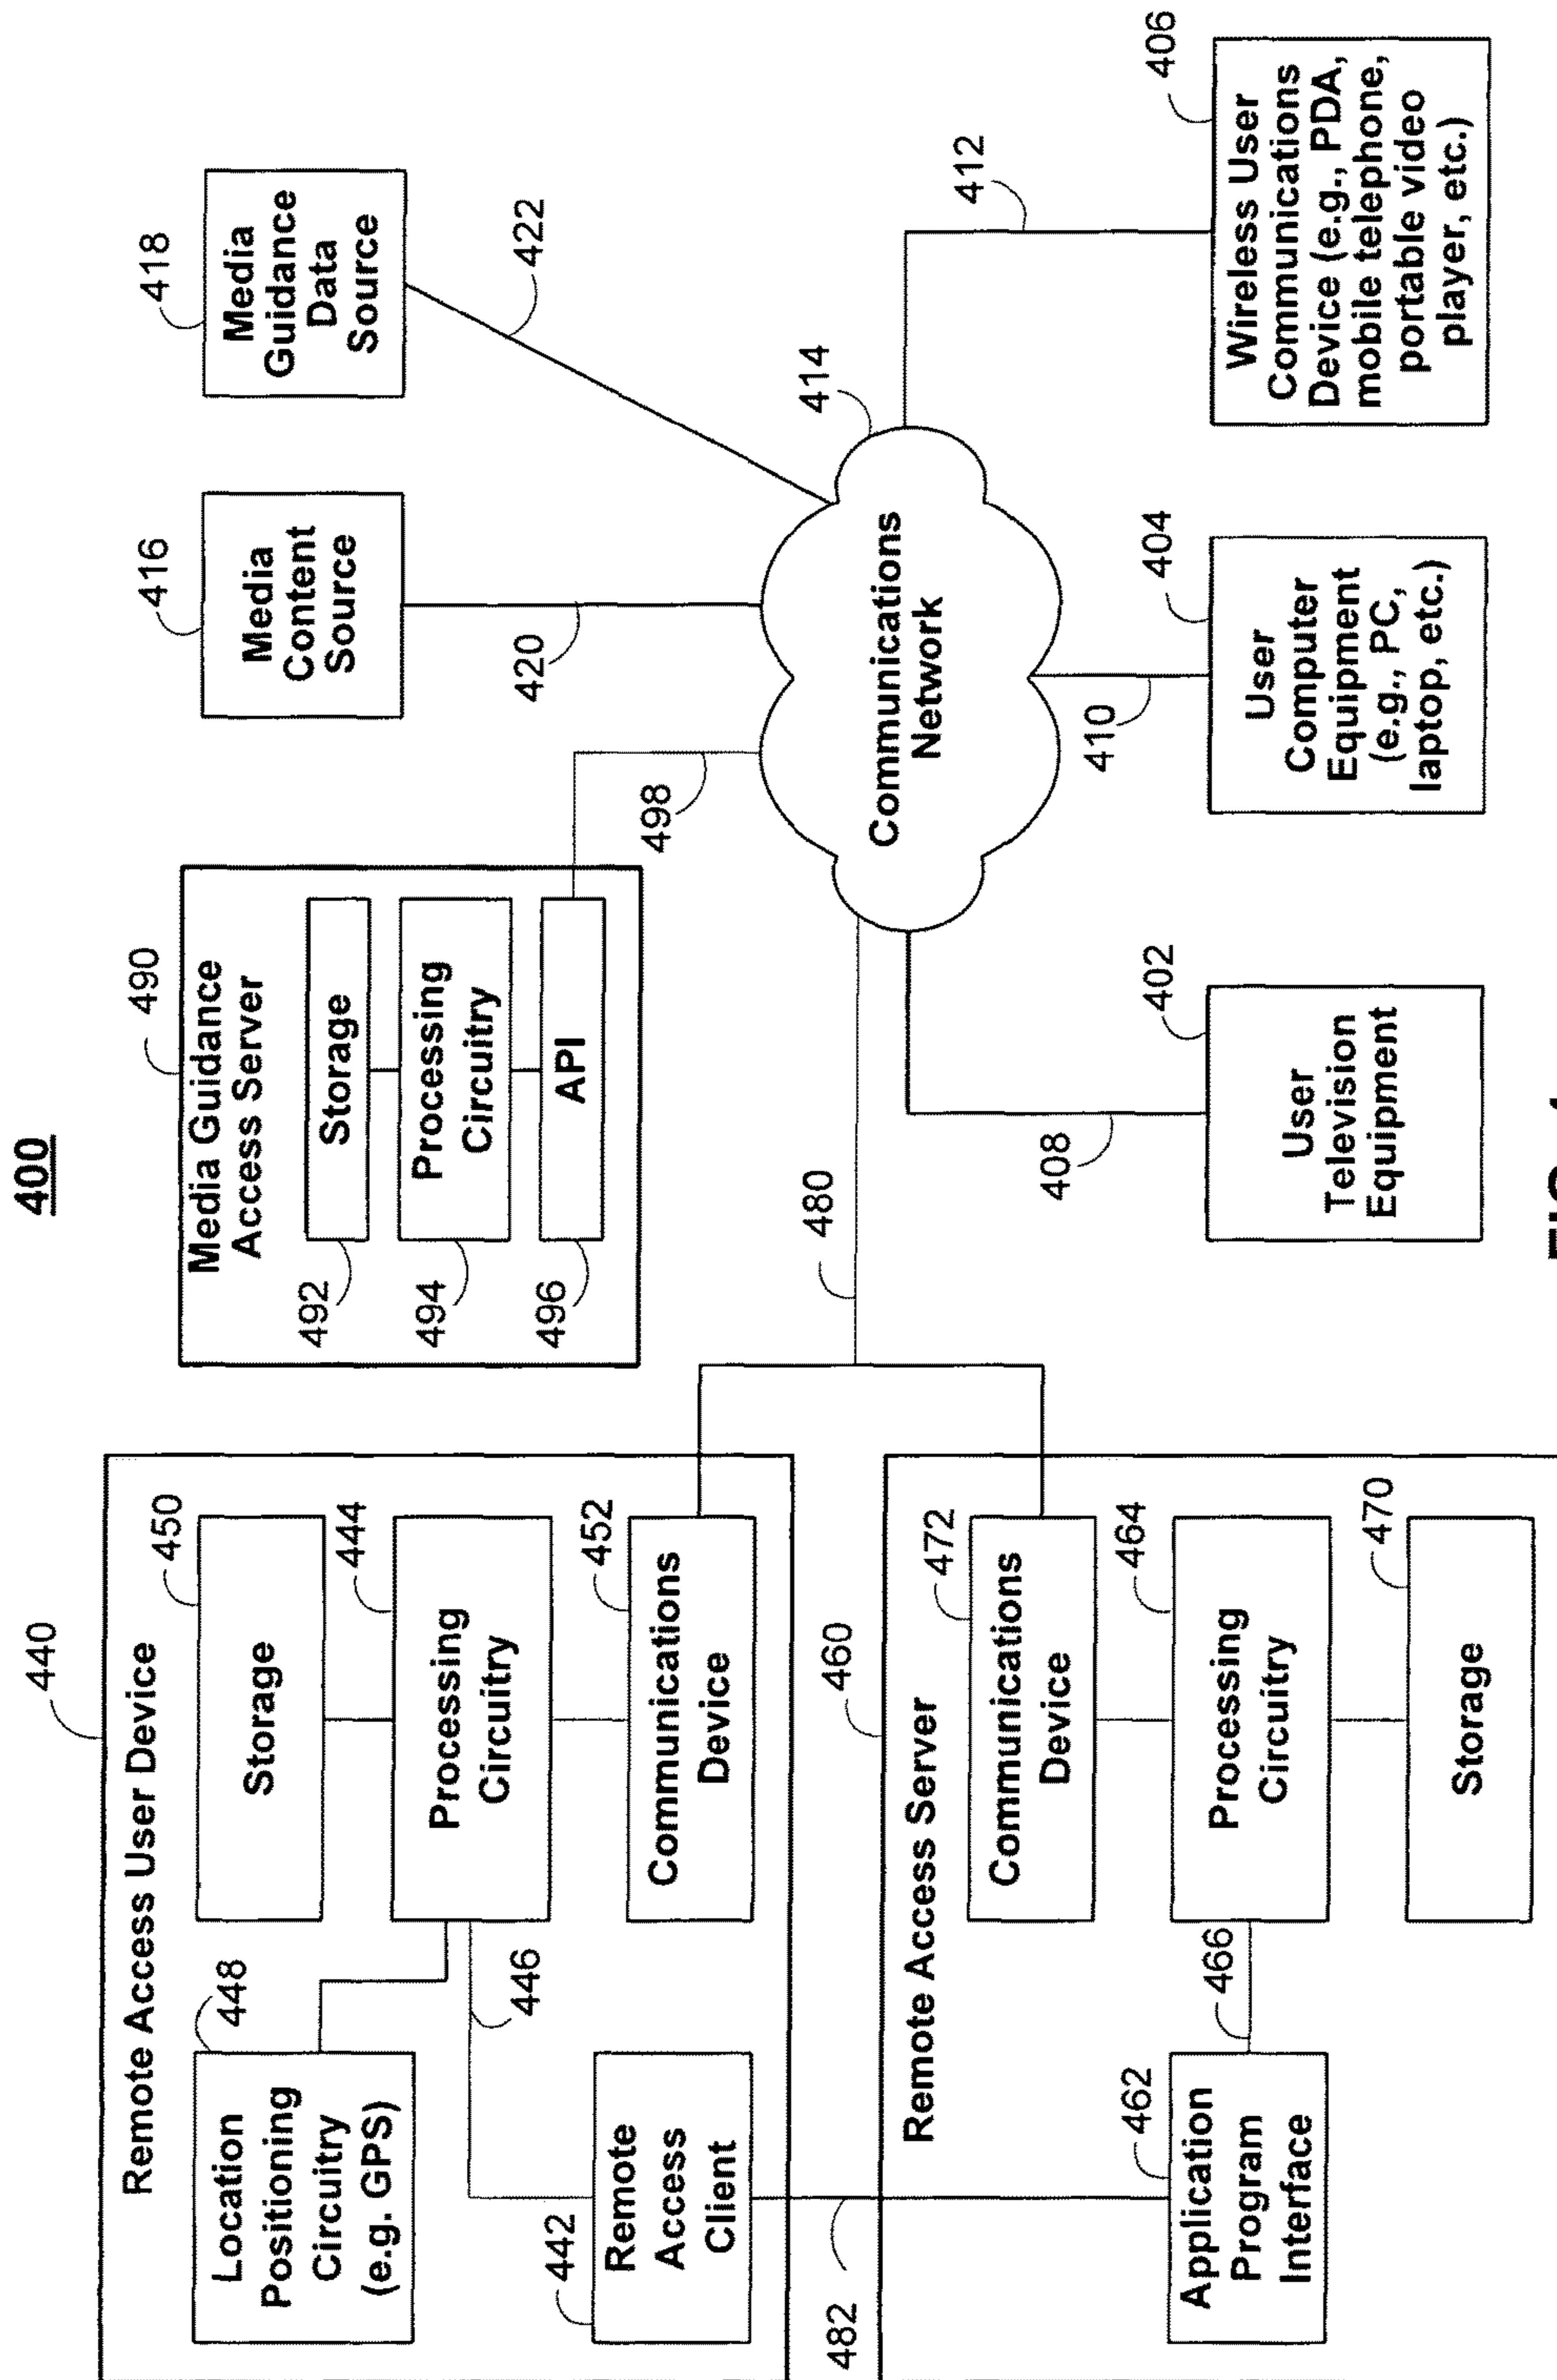 400
440
Remote Access User Device
448
Location
Positioning
Circuitry
(e.g. GPS)
450
Storage
444
Processing
Circuitry
446
442
Remote
Access
Client
452
Communications
Device
482
460
Remote Access Server
472
Communications
Device
464
Processing
Circuitry
466
462
Application
Program
Interface
470
Storage
480
490
Media Guidance
Access Server
492
Storage
494
Processing
Circuitry
496
API
498
416
Media
Content
Source
420
418
Media
Guidance
Data
Source
422
414
Communications
Network
408
402
User
Television
Equipment
410
404
User
Computer
Equipment
(e.g., PC,
laptop, etc.)
412
406
Wireless User
Communications
Device (e.g., PDA,
mobile telephone,
portable video
player, etc.)